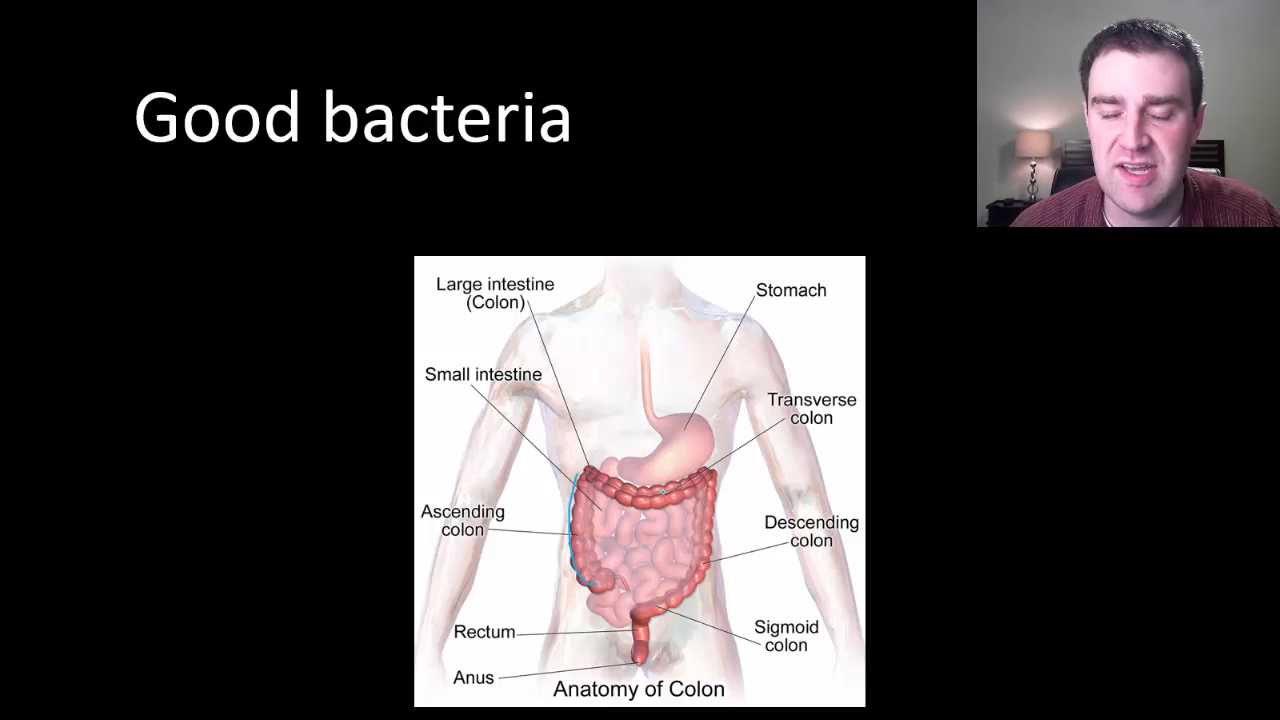 Good bacteria
Large intestine
(Colon)
Stomach
Small intestine
Transverse
colon
Ascending
colon
Descending
colon
Rectum
Sigmoid
colon
Anus
Anatomy of Colon